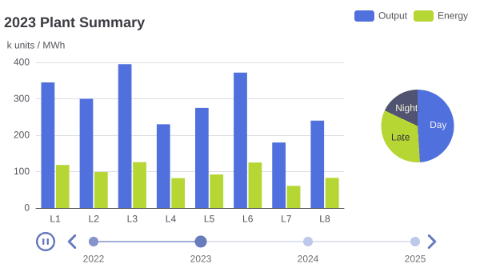 2023 Plant Summary
Output Energy
k units / MWh
400
300
200
100
0
L1 L2 L3 L4 L5 L6 L7 L8
Night
Day
Late
2022 2023 2024 2025